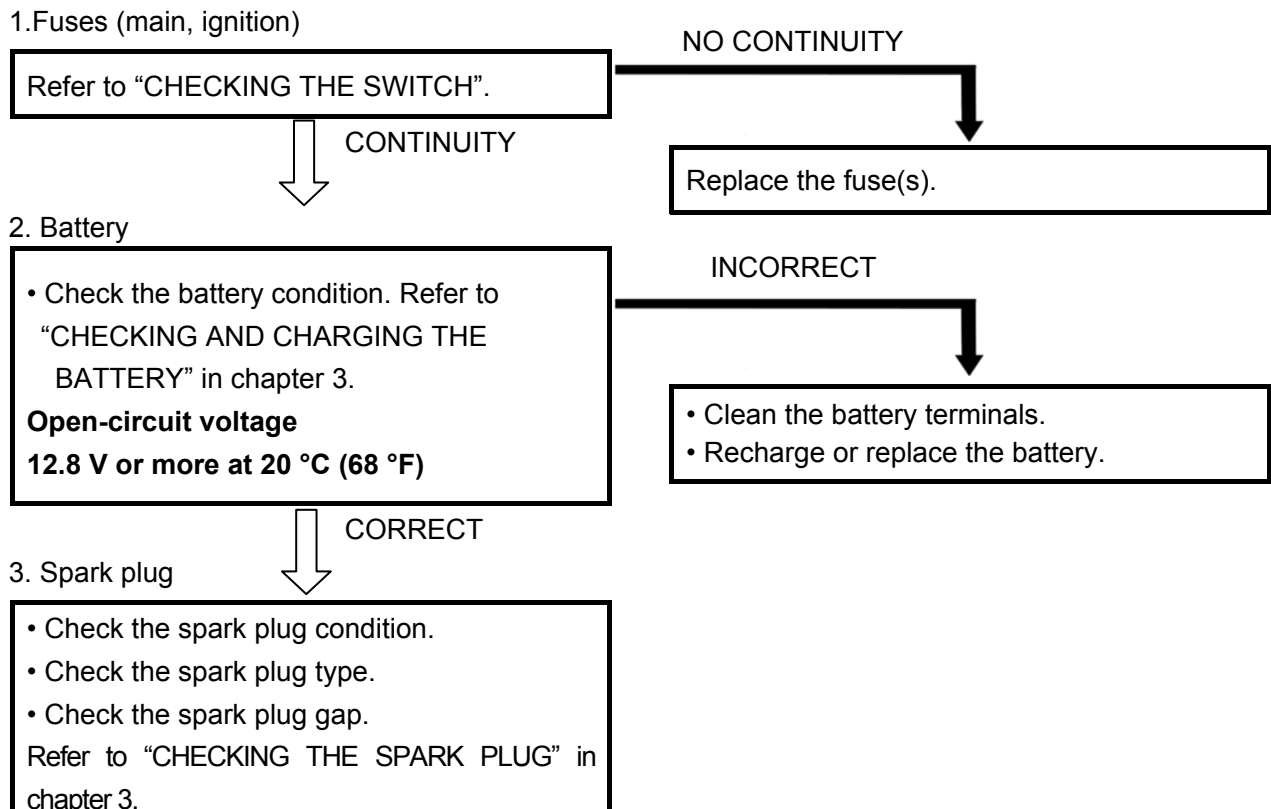 1.Fuses (main, ignition)
NO CONTINUITY
Refer to “CHECKING THE SWITCH”.
CONTINUITY
Replace the fuse(s).
2. Battery
INCORRECT
• Check the battery condition. Refer to
“CHECKING AND CHARGING THE
BATTERY” in chapter 3.
Open-circuit voltage
12.8 V or more at 20 °C (68 °F)
• Clean the battery terminals.
• Recharge or replace the battery.
CORRECT
3. Spark plug
• Check the spark plug condition.
• Check the spark plug type.
• Check the spark plug gap.
Refer to “CHECKING THE SPARK PLUG” in
chapter 3.